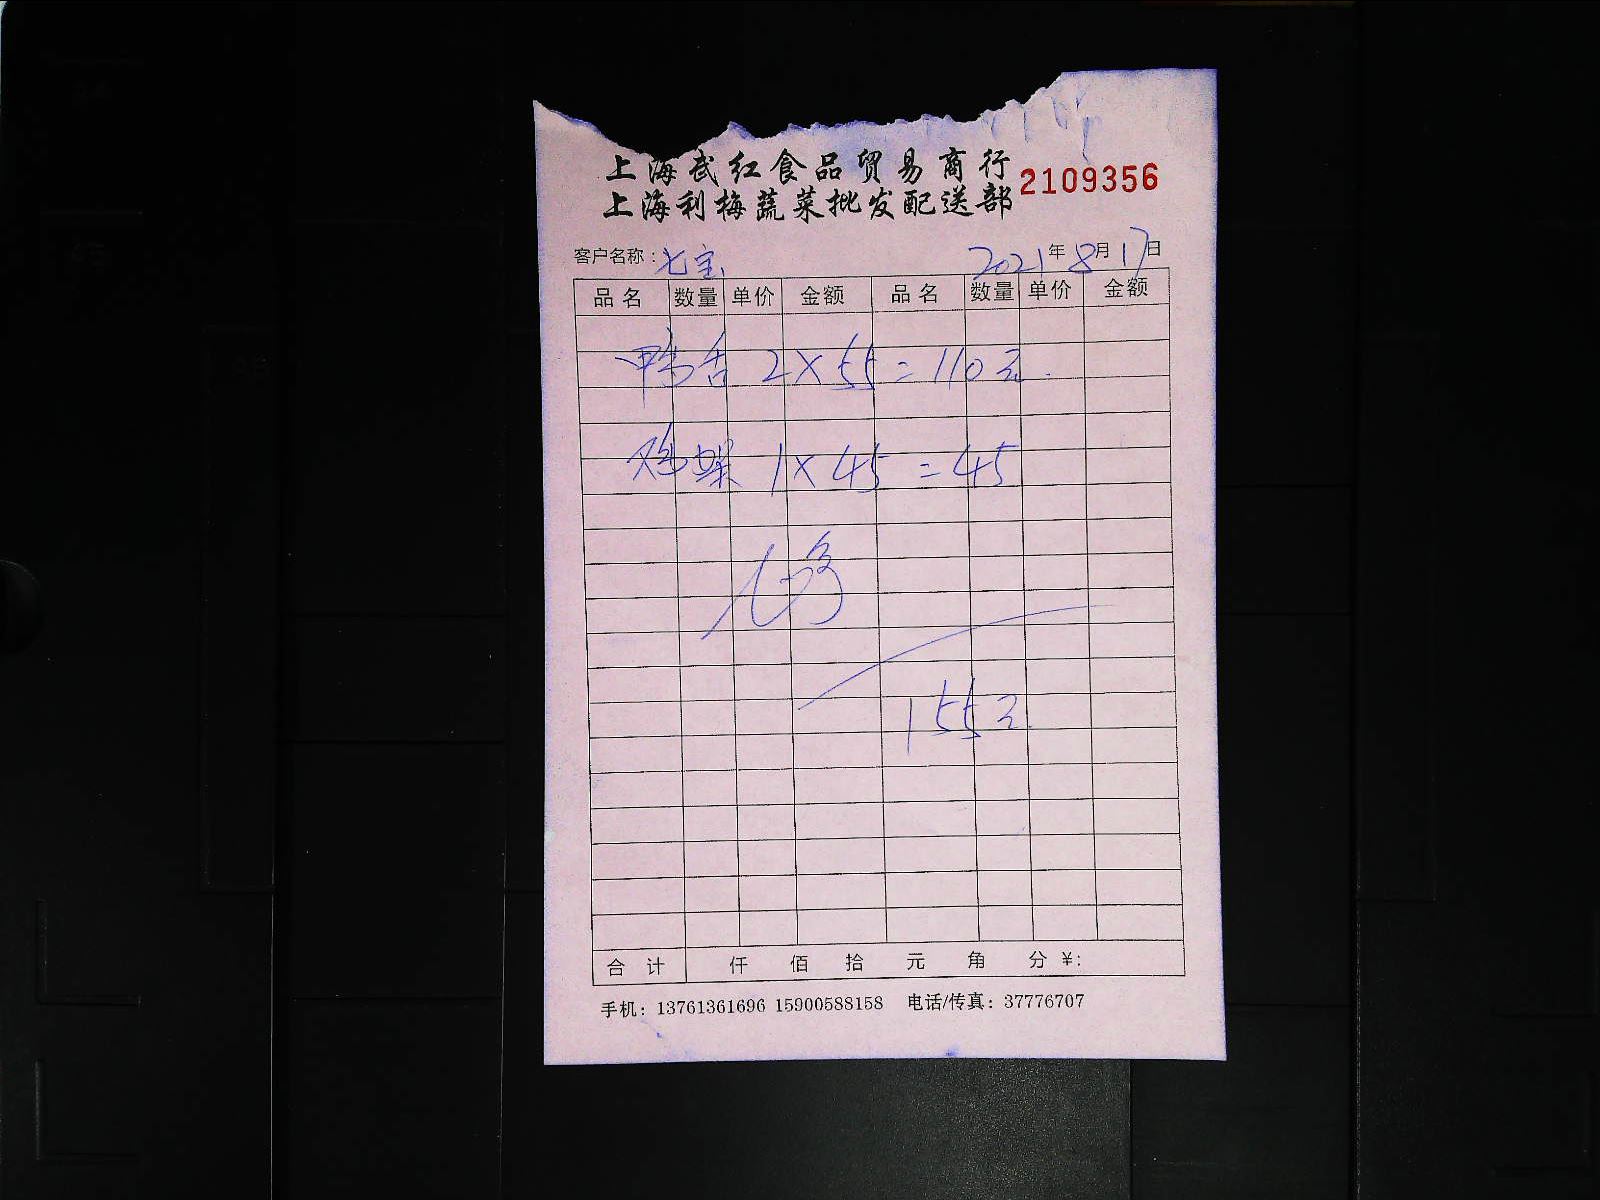 上海武红食品贸易商行
2109356
上海利梅蔬菜批发配送部
客户名称：七宝 2021年8月17日
品名 数量 单价 金额 品名 数量 单价 金额
鸭舌 2×55=110元.
1×45=45
155元.
合计 仟 佰 拾 元 角 分 ¥:
手机：13761361696 15900588158 电话/传真：37776707